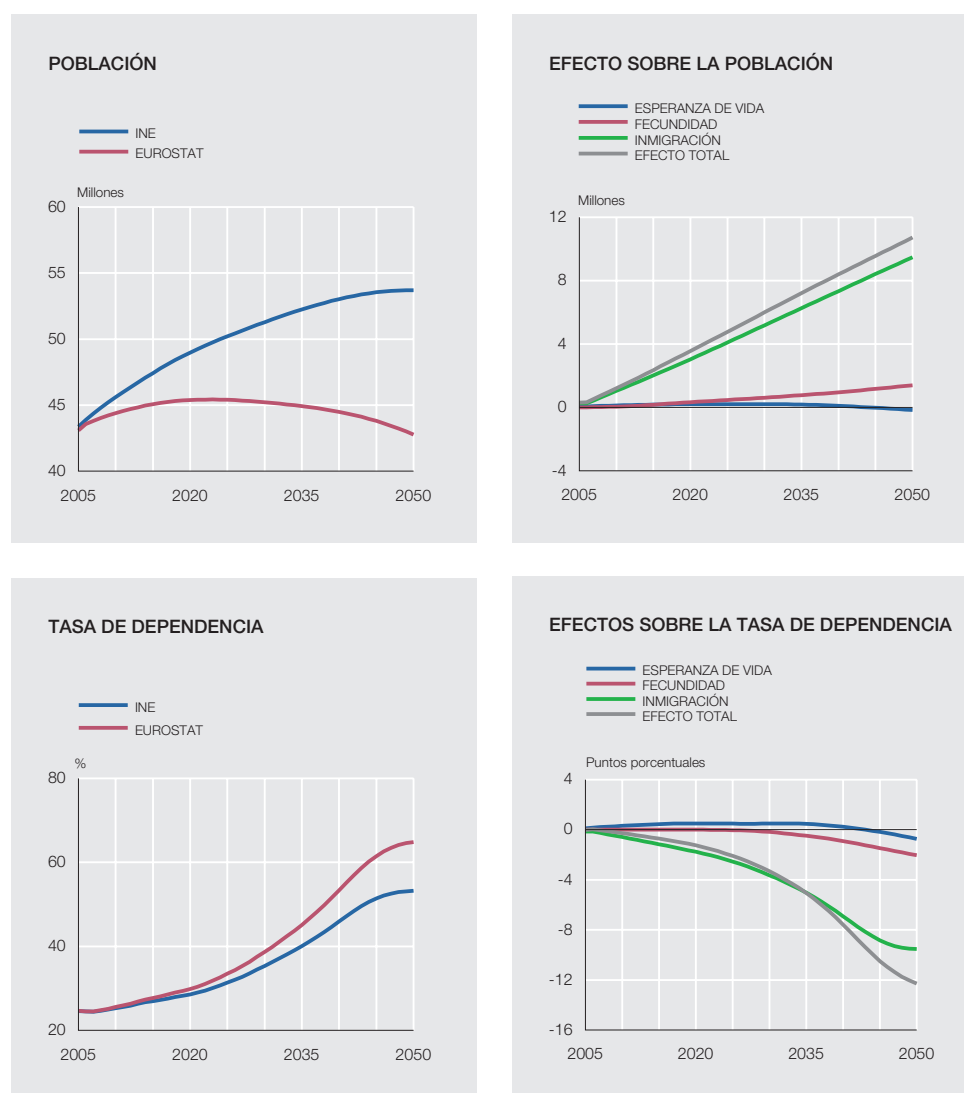 POBLACIÓN
INE
EUROSTAT
Millones
60
55
50
45
40
2005 2020 2035 2050
EFECTO SOBRE LA POBLACIÓN
ESPERANZA DE VIDA
FECUNDIDAD
INMIGRACIÓN
EFECTO TOTAL
Millones
12
8
4
0
-4
2005 2020 2035 2050
TASA DE DEPENDENCIA
INE
EUROSTAT
%
80
60
40
20
2005 2020 2035 2050
EFECTOS SOBRE LA TASA DE DEPENDENCIA
ESPERANZA DE VIDA
FECUNDIDAD
INMIGRACIÓN
EFECTO TOTAL
Puntos porcentuales
4
0
-4
-8
-12
-16
2005 2020 2035 2050